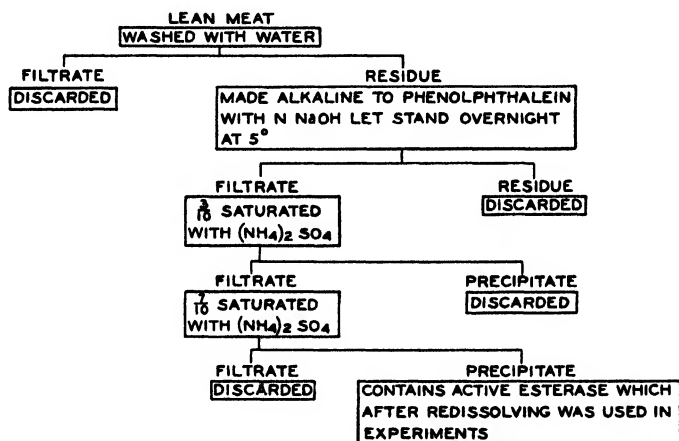 LEAN MEAT
WASHED WITH WATER
FILTRATE
DISCARDED
RESIDUE
MADE ALKALINE TO PHENOLPHTHALEIN
WITH N NaOH LET STAND OVERNIGHT
AT 5°
FILTRATE
3/10 SATURATED
WITH (NH4)2 SO4
RESIDUE
DISCARDED
FILTRATE
7/10 SATURATED
WITH (NH4)2 SO4
PRECIPITATE
DISCARDED
FILTRATE
DISCARDED
PRECIPITATE
CONTAINS ACTIVE ESTERASE WHICH
AFTER REDISSOLVING WAS USED IN
EXPERIMENTS